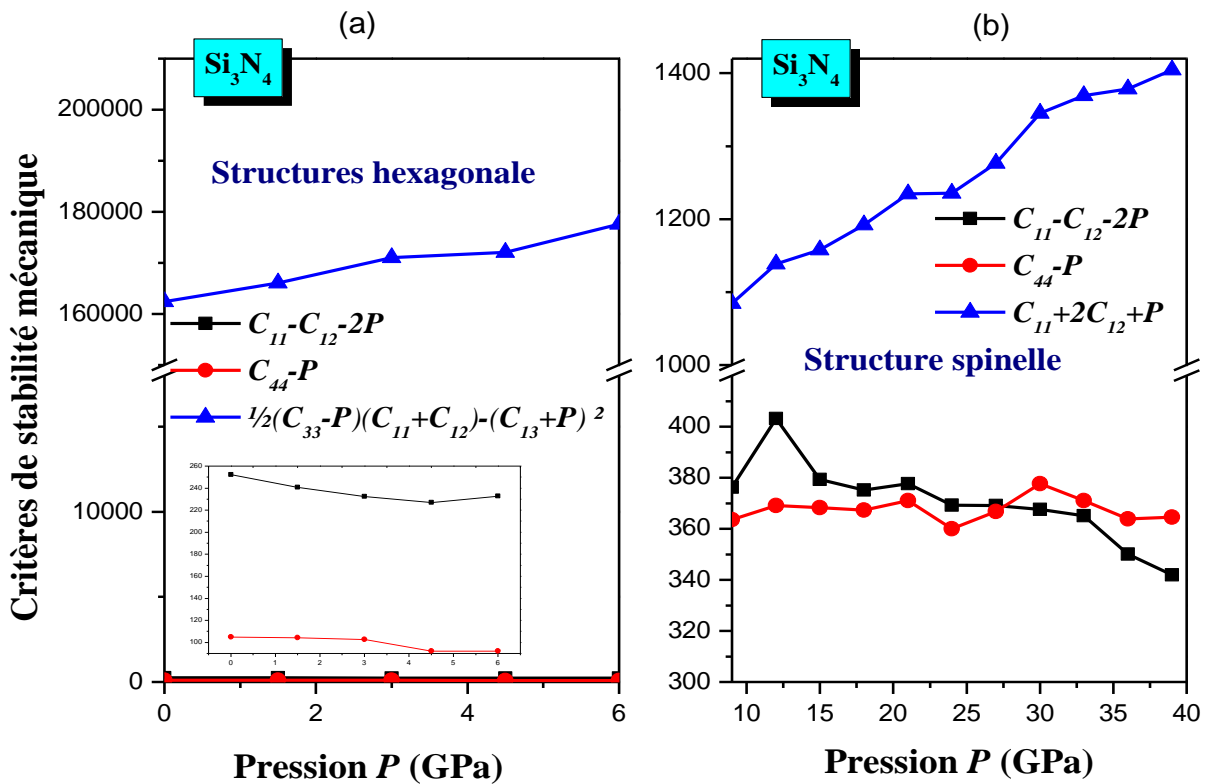 (a)
Si₃N₄
Structures hexagonale
Critères de stabilité mécanique
200000
180000
160000
10000
0
C₁₁-C₁₂-2P
C₄₄-P
½(C₃₃-P)(C₁₁+C₁₂)-(C₁₃+P) ²
260
240
220
200
180
160
140
120
100
0 1 2 3 4 5 6
0 2 4 6
Pression P (GPa)
(b)
Si₃N₄
1400
1200
1000
C₁₁-C₁₂-2P
C₄₄-P
C₁₁+2C₁₂+P
Structure spinelle
400
380
360
340
320
300
10 15 20 25 30 35 40
Pression P (GPa)